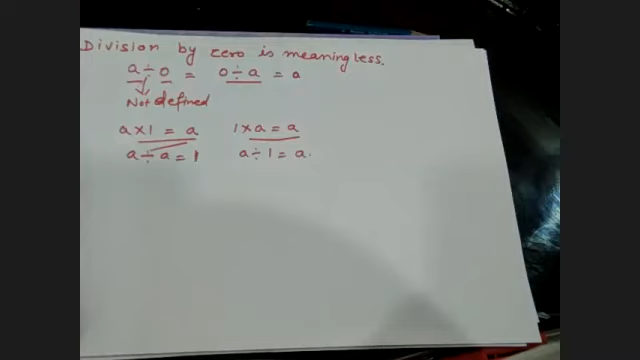 Division by zero is meaningless.
a ÷ 0 = 0 ÷ a = a
Not defined
a × 1 = a 1 × a = a
a ÷ a = 1 a ÷ 1 = a.